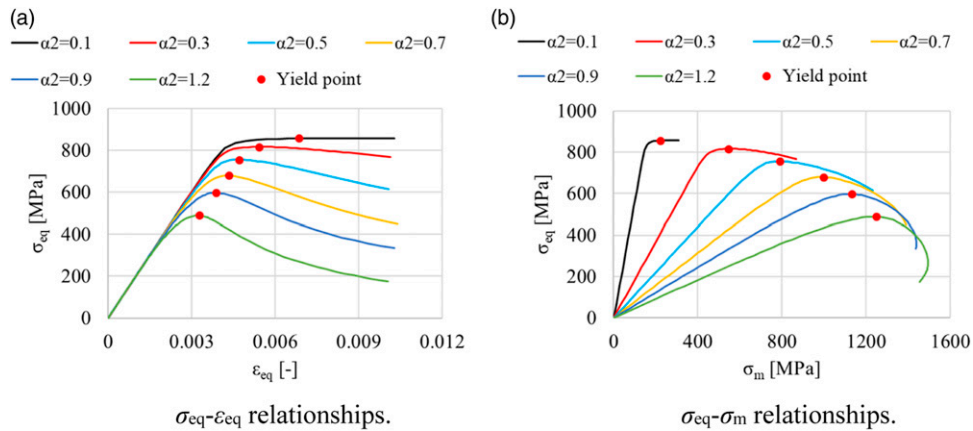 (a)
α2=0.1 α2=0.3 α2=0.5 α2=0.7
α2=0.9 α2=1.2 Yield point
1000
800
600
400
200
0
σeq [MPa]
0 0.003 0.006 0.009 0.012
εeq [-]
σeq-εeq relationships.
(b)
α2=0.1 α2=0.3 α2=0.5 α2=0.7
α2=0.9 α2=1.2 Yield point
1000
800
600
400
200
0
σeq [MPa]
0 400 800 1200 1600
σm [MPa]
σeq-σm relationships.